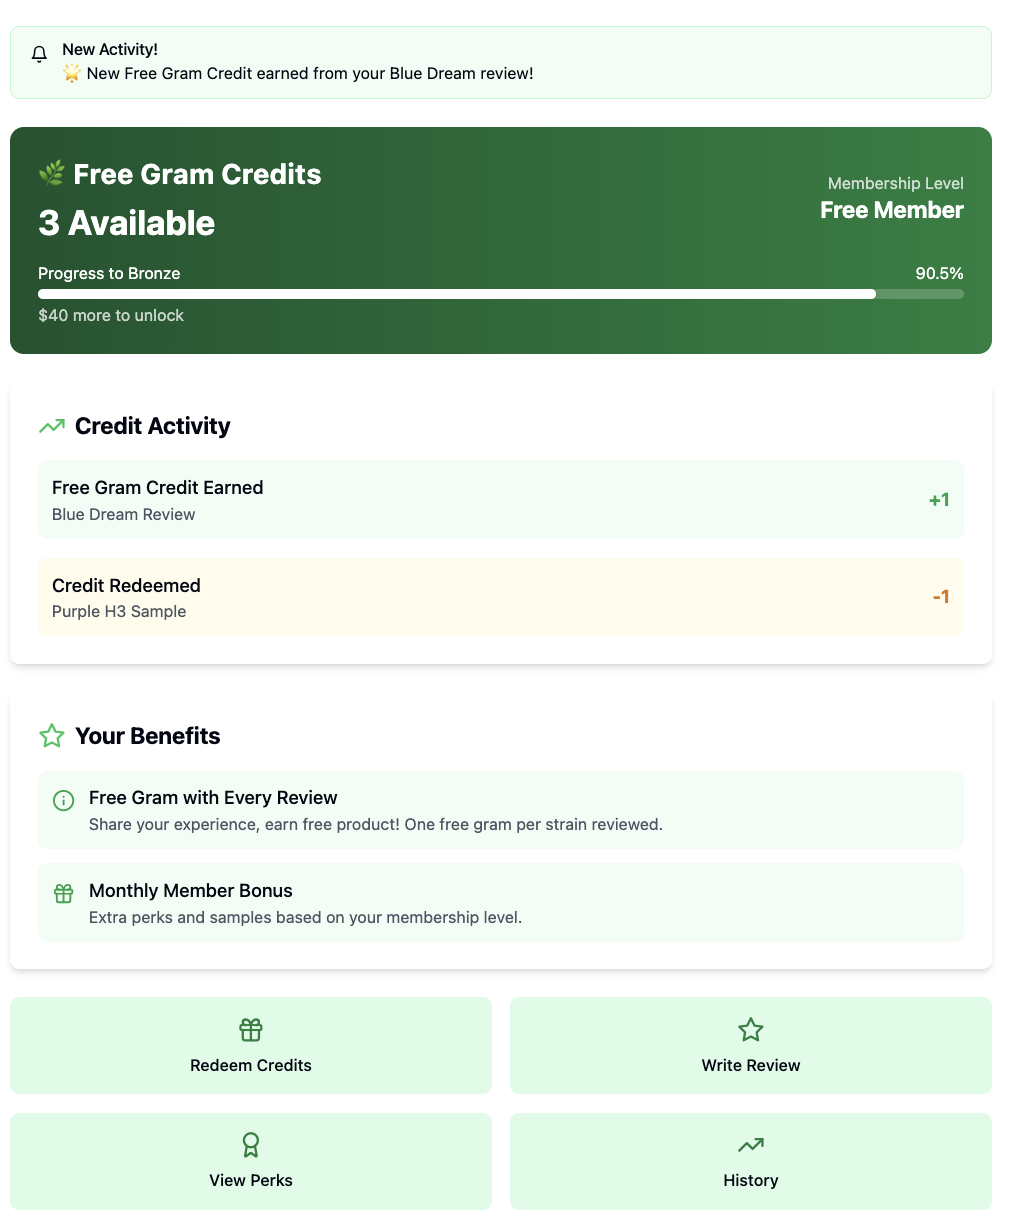 New Activity!
🌟 New Free Gram Credit earned from your Blue Dream review!
🌿 Free Gram Credits
3 Available
Membership Level
Free Member
Progress to Bronze
90.5%
$40 more to unlock
Credit Activity
Free Gram Credit Earned
Blue Dream Review
+1
Credit Redeemed
Purple H3 Sample
-1
Your Benefits
Free Gram with Every Review
Share your experience, earn free product! One free gram per strain reviewed.
Monthly Member Bonus
Extra perks and samples based on your membership level.
Redeem Credits
Write Review
View Perks
History